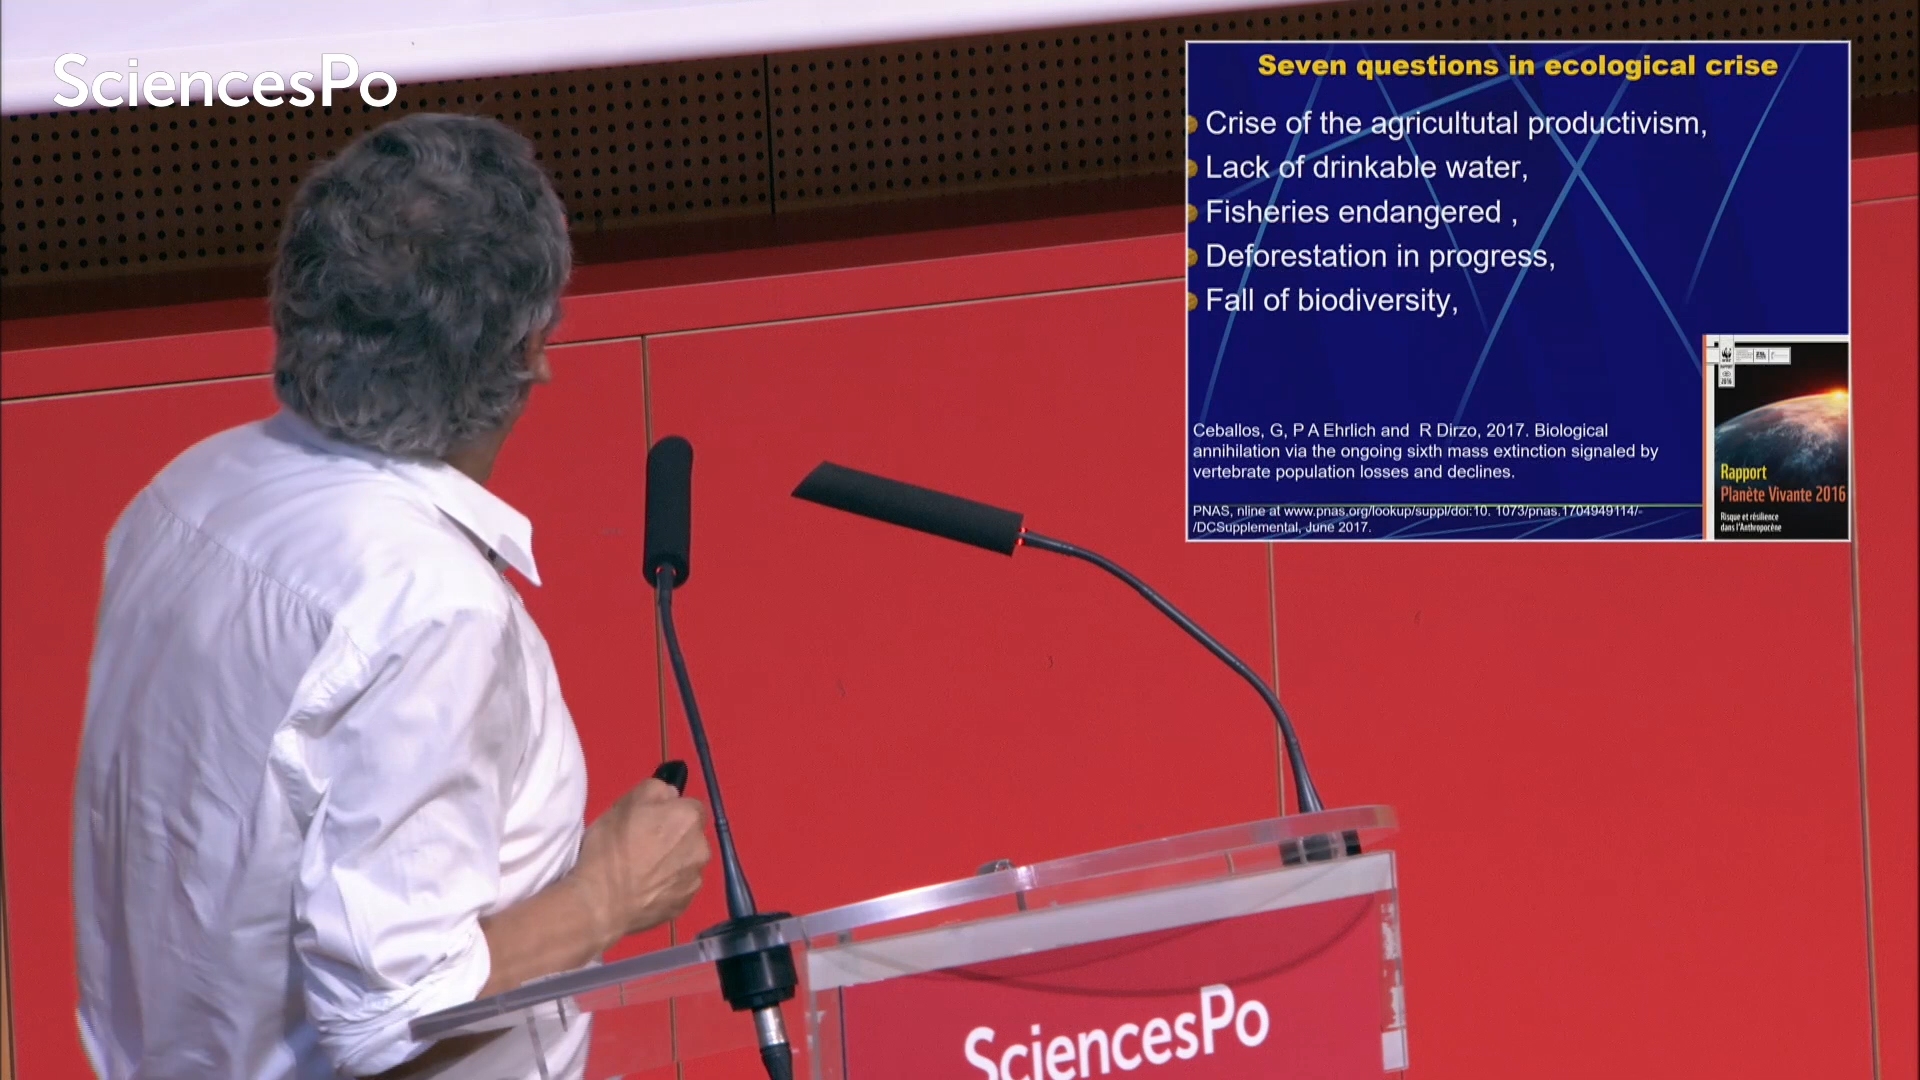 SciencesPo
Seven questions in ecological crise
Crise of the agricultutal productivism,
Lack of drinkable water,
Fisheries endangered ,
Deforestation in progress,
Fall of biodiversity,
Ceballos, G, P A Ehrlich and R Dirzo, 2017. Biological
annihilation via the ongoing sixth mass extinction signaled by
vertebrate population losses and declines.
PNAS, nline at www.pnas.org/lookup/suppl/doi:10. 1073/pnas.1704949114/-
/DCSupplemental, June 2017.
WWF
2016
Rapport
Planète Vivante 2016
Risque et résilience
dans l'Anthropocène
SciencesPo